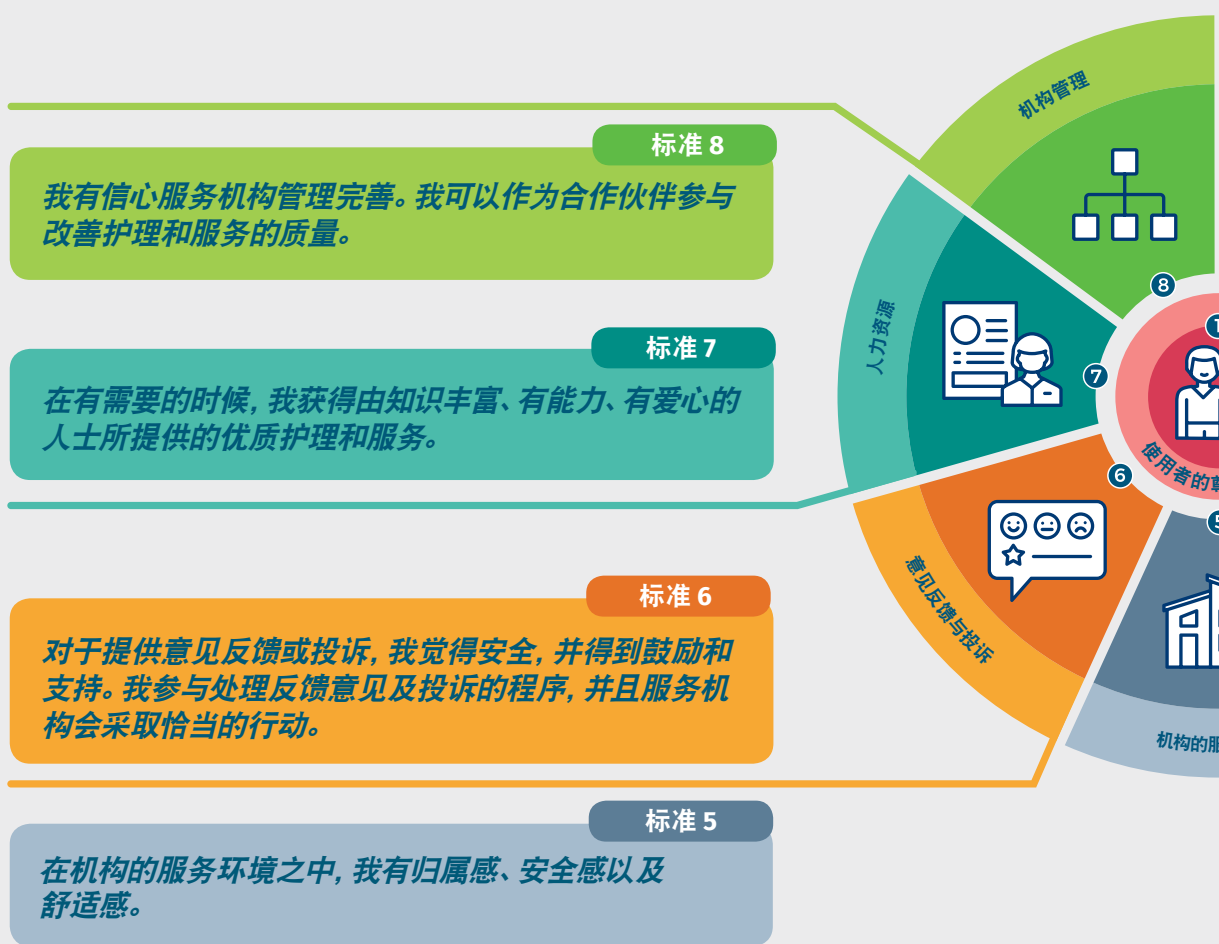 机构管理
标准 8
我有信心服务机构管理完善。我可以作为合作伙伴参与
改善护理和服务的质量。
8
标准 7
人力资源
1
在有需要的时候, 我获得由知识丰富、有能力、有爱心的
人士所提供的优质护理和服务。
7
使用者的
6
5
标准 6
意见反馈与投诉
对于提供意见反馈或投诉, 我觉得安全, 并得到鼓励和
支持。我参与处理反馈意见及投诉的程序, 并且服务机
构会采取恰当的行动。
机构的服
标准 5
在机构的服务环境之中, 我有归属感、安全感以及
舒适感。